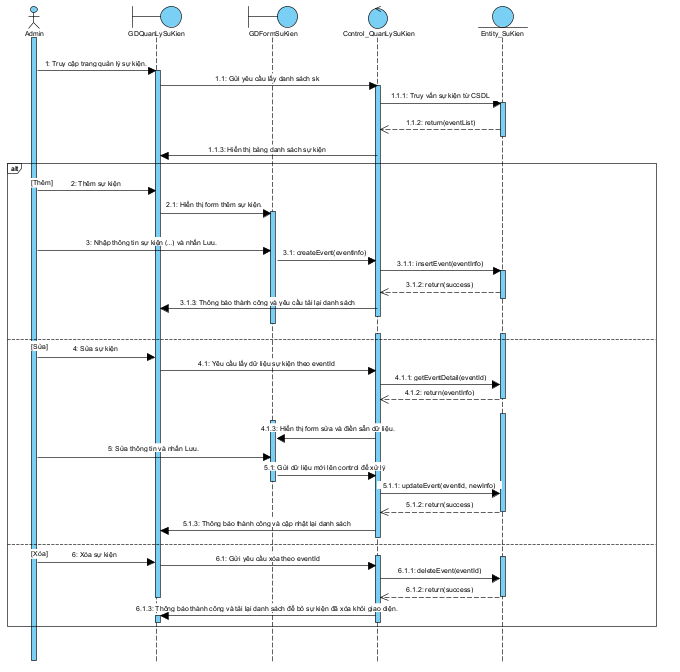 Admin
GDQuanLySuKien
GDFormSuKien
Control_QuanLySuKien
Entity_SuKien
1: Truy cập trang quản lý sự kiện.
1.1: Gửi yêu cầu lấy danh sách sk
1.1.1: Truy vấn sự kiện từ CSDL
1.1.2: return(eventList)
1.1.3: Hiển thị bảng danh sách sự kiện
alt
[Thêm]
2: Thêm sự kiện
2.1: Hiển thị form thêm sự kiện.
3: Nhập thông tin sự kiện (...) và nhấn Lưu.
3.1: createEvent(eventInfo)
3.1.1: insertEvent(eventInfo)
3.1.2: return(success)
3.1.3: Thông báo thành công và yêu cầu tải lại danh sách
[Sửa]
4: Sửa sự kiện
4.1: Yêu cầu lấy dữ liệu sự kiện theo eventId
4.1.1: getEventDetail(eventId)
4.1.2: return(eventInfo)
4.1.3: Hiển thị form sửa và điền sẵn dữ liệu.
5: Sửa thông tin và nhấn Lưu.
5.1: Gửi dữ liệu mới lên control để xử lý
5.1.1: updateEvent(eventId, newInfo)
5.1.2: return(success)
5.1.3: Thông báo thành công và cập nhật lại danh sách
[Xóa]
6: Xóa sự kiện
6.1: Gửi yêu cầu xóa theo eventId
6.1.1: deleteEvent(eventId)
6.1.2: return(success)
6.1.3: Thông báo thành công và tải lại danh sách để bỏ sự kiện đã xóa khỏi giao diện.